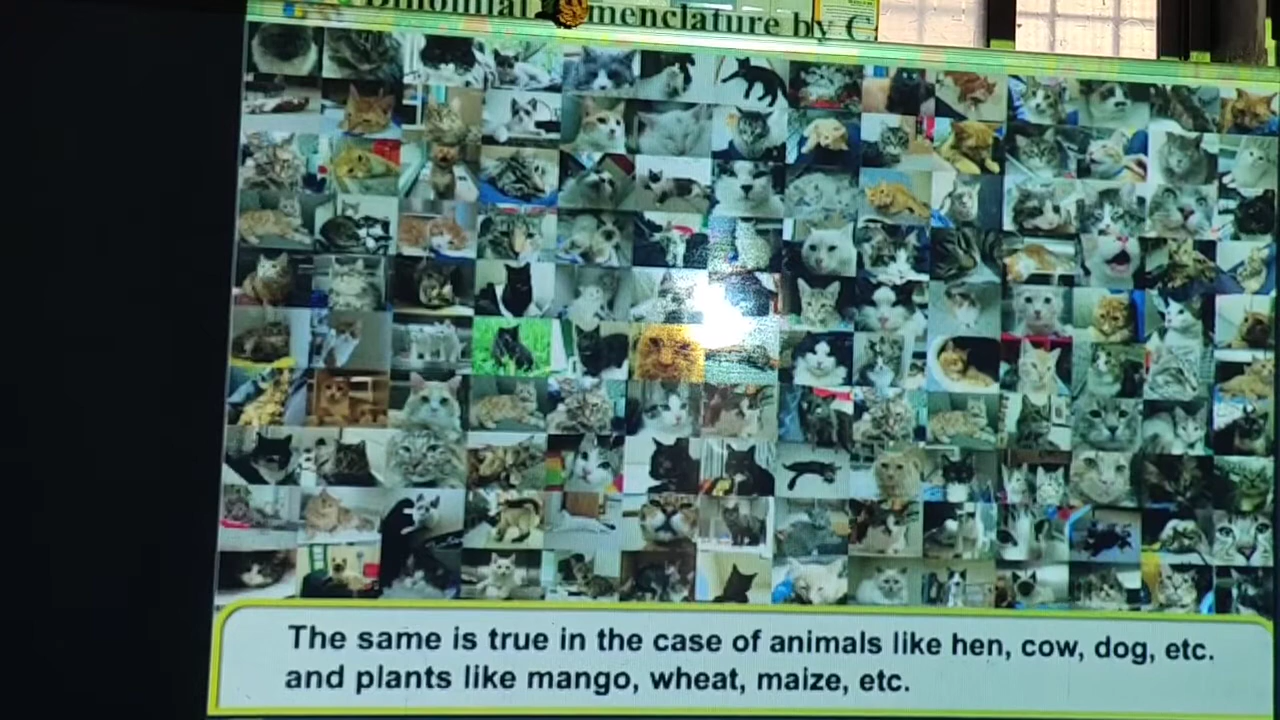 Binomial menclature by C
The same is true in the case of animals like hen, cow, dog, etc.
and plants like mango, wheat, maize, etc.